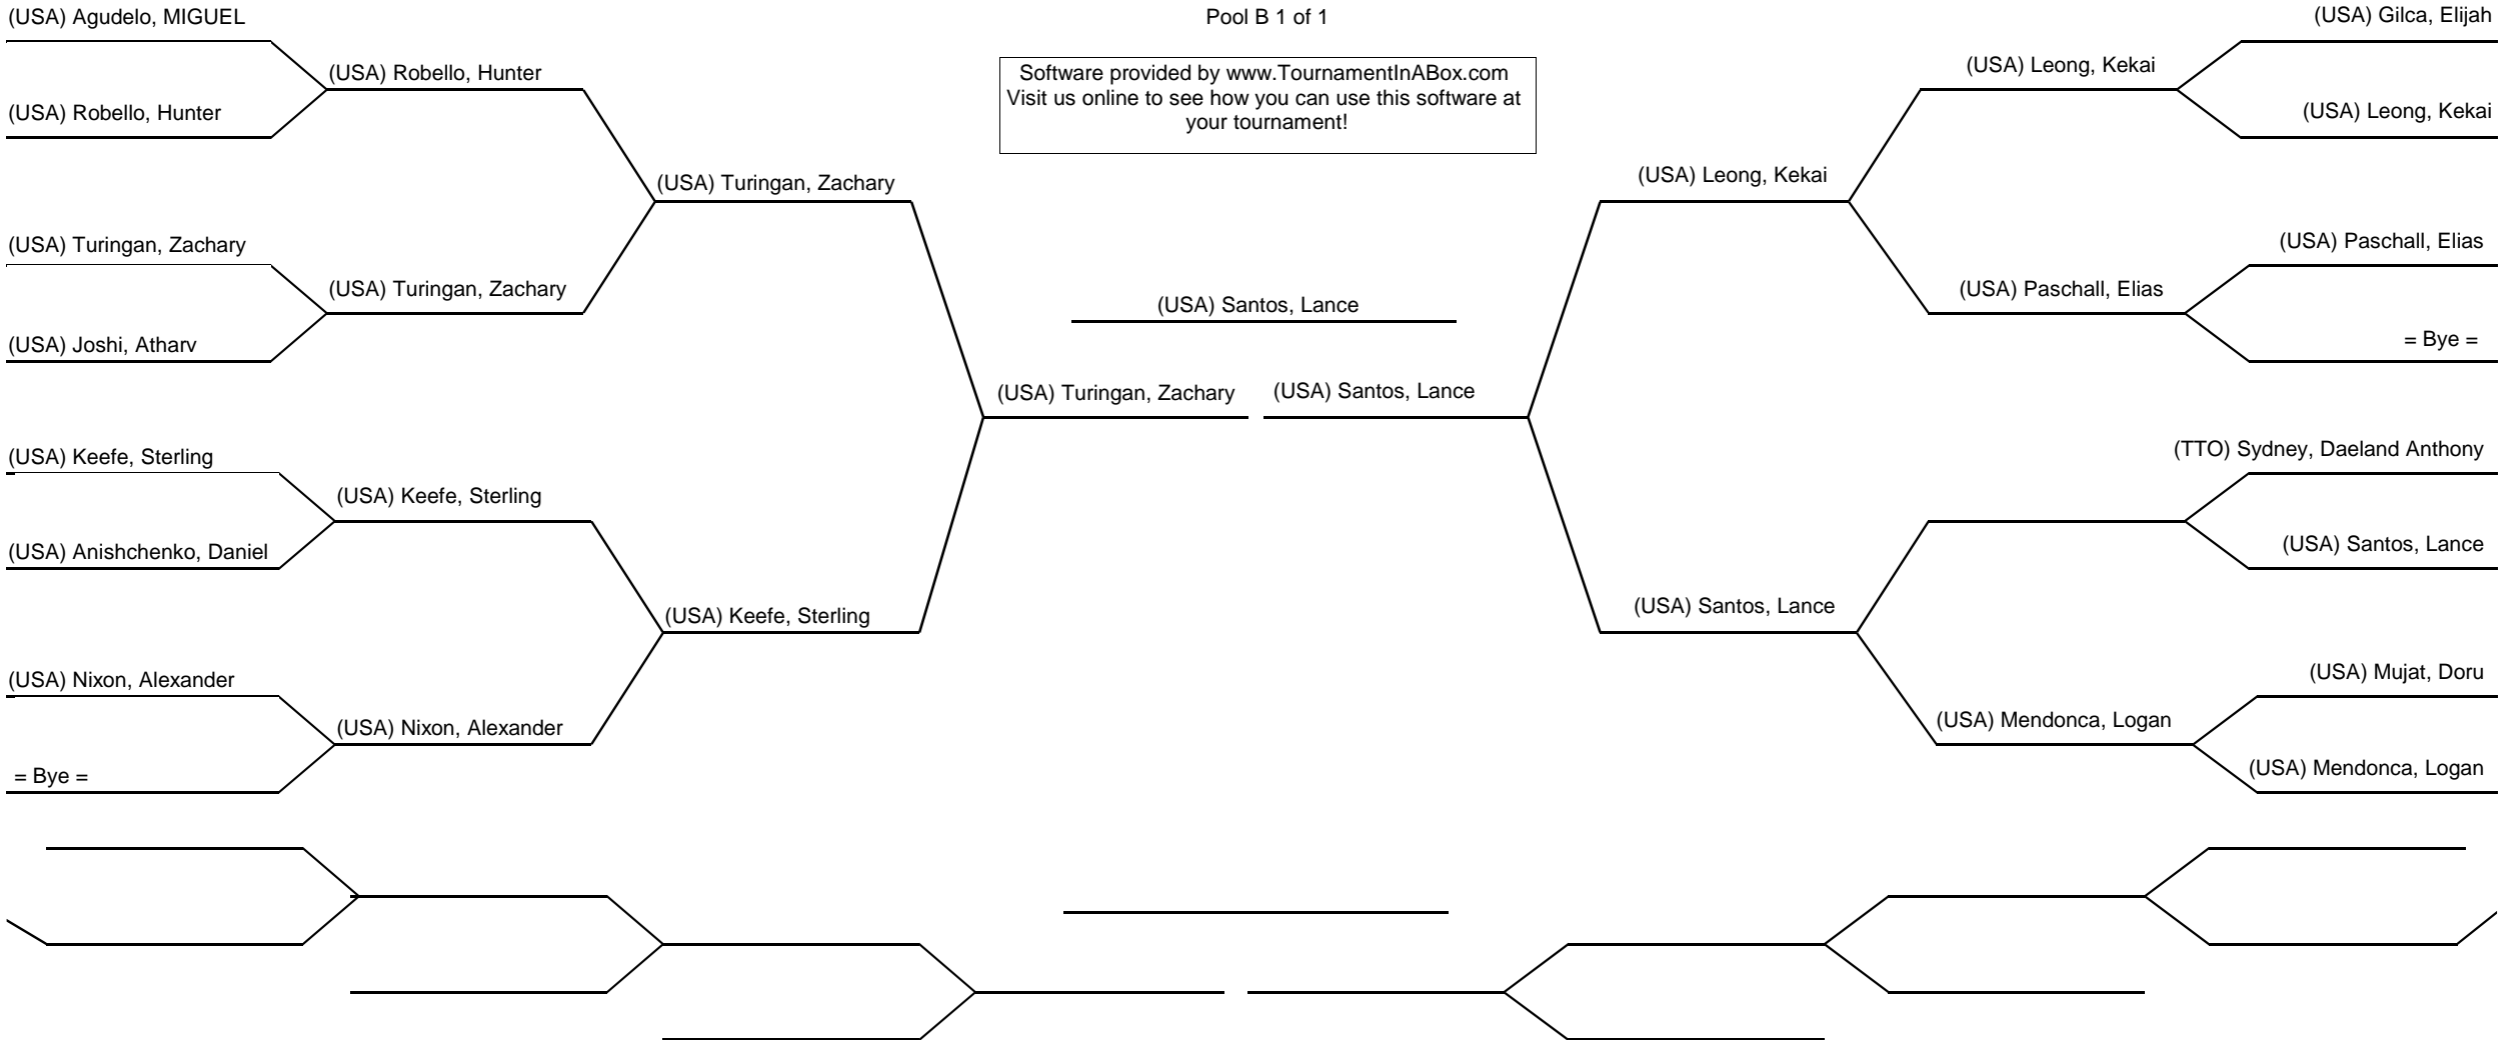 (USA) Agudelo, MIGUEL
(USA) Robello, Hunter
(USA) Turingan, Zachary
(USA) Joshi, Atharv
(USA) Keefe, Sterling
(USA) Anishchenko, Daniel
(USA) Nixon, Alexander
= Bye =
(USA) Robello, Hunter
(USA) Turingan, Zachary
(USA) Keefe, Sterling
(USA) Nixon, Alexander
(USA) Turingan, Zachary
(USA) Keefe, Sterling
Pool B 1 of 1
Software provided by www.TournamentInABox.com
Visit us online to see how you can use this software at
your tournament!
(USA) Santos, Lance
(USA) Turingan, Zachary
(USA) Santos, Lance
(USA) Leong, Kekai
(USA) Santos, Lance
(USA) Leong, Kekai
(USA) Paschall, Elias
(USA) Mendonca, Logan
(USA) Gilca, Elijah
(USA) Leong, Kekai
(USA) Paschall, Elias
= Bye =
(TTO) Sydney, Daeland Anthony
(USA) Santos, Lance
(USA) Mujat, Doru
(USA) Mendonca, Logan